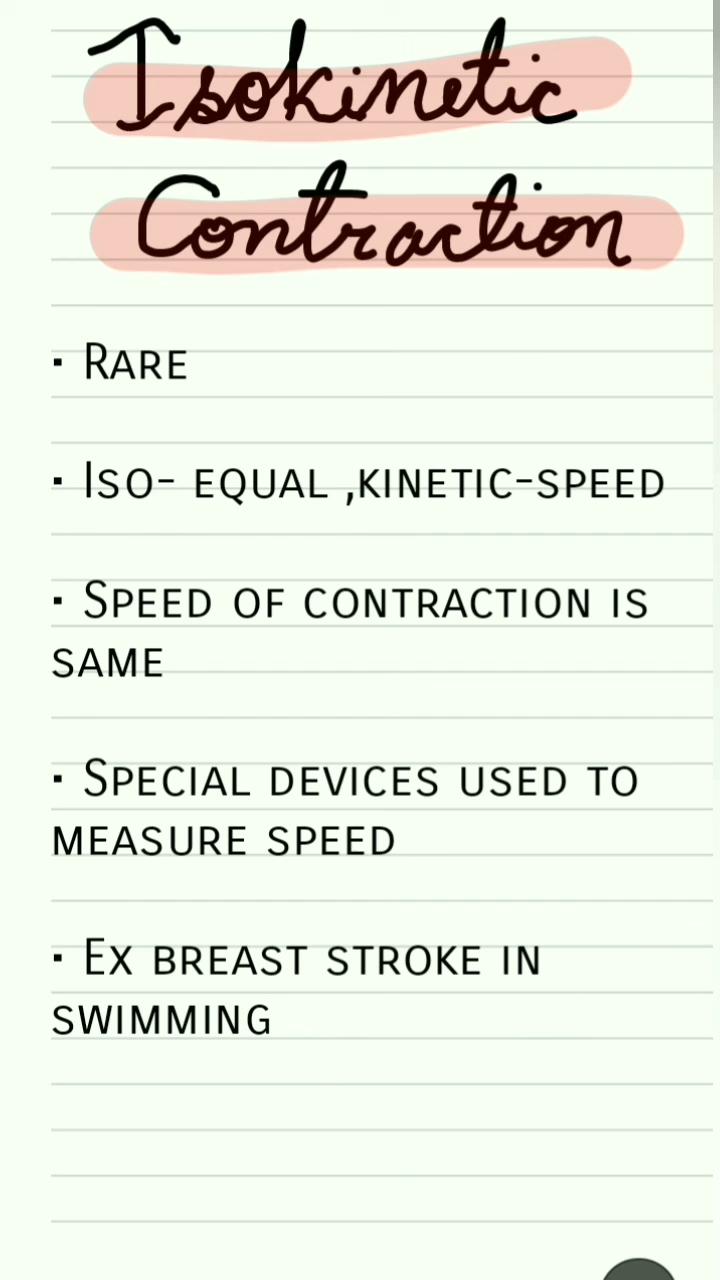 Isokinetic
Contraction
· Rare
· Iso- equal ,kinetic-speed
· Speed of contraction is
same
· Special devices used to
measure speed
· Ex breast stroke in
swimming